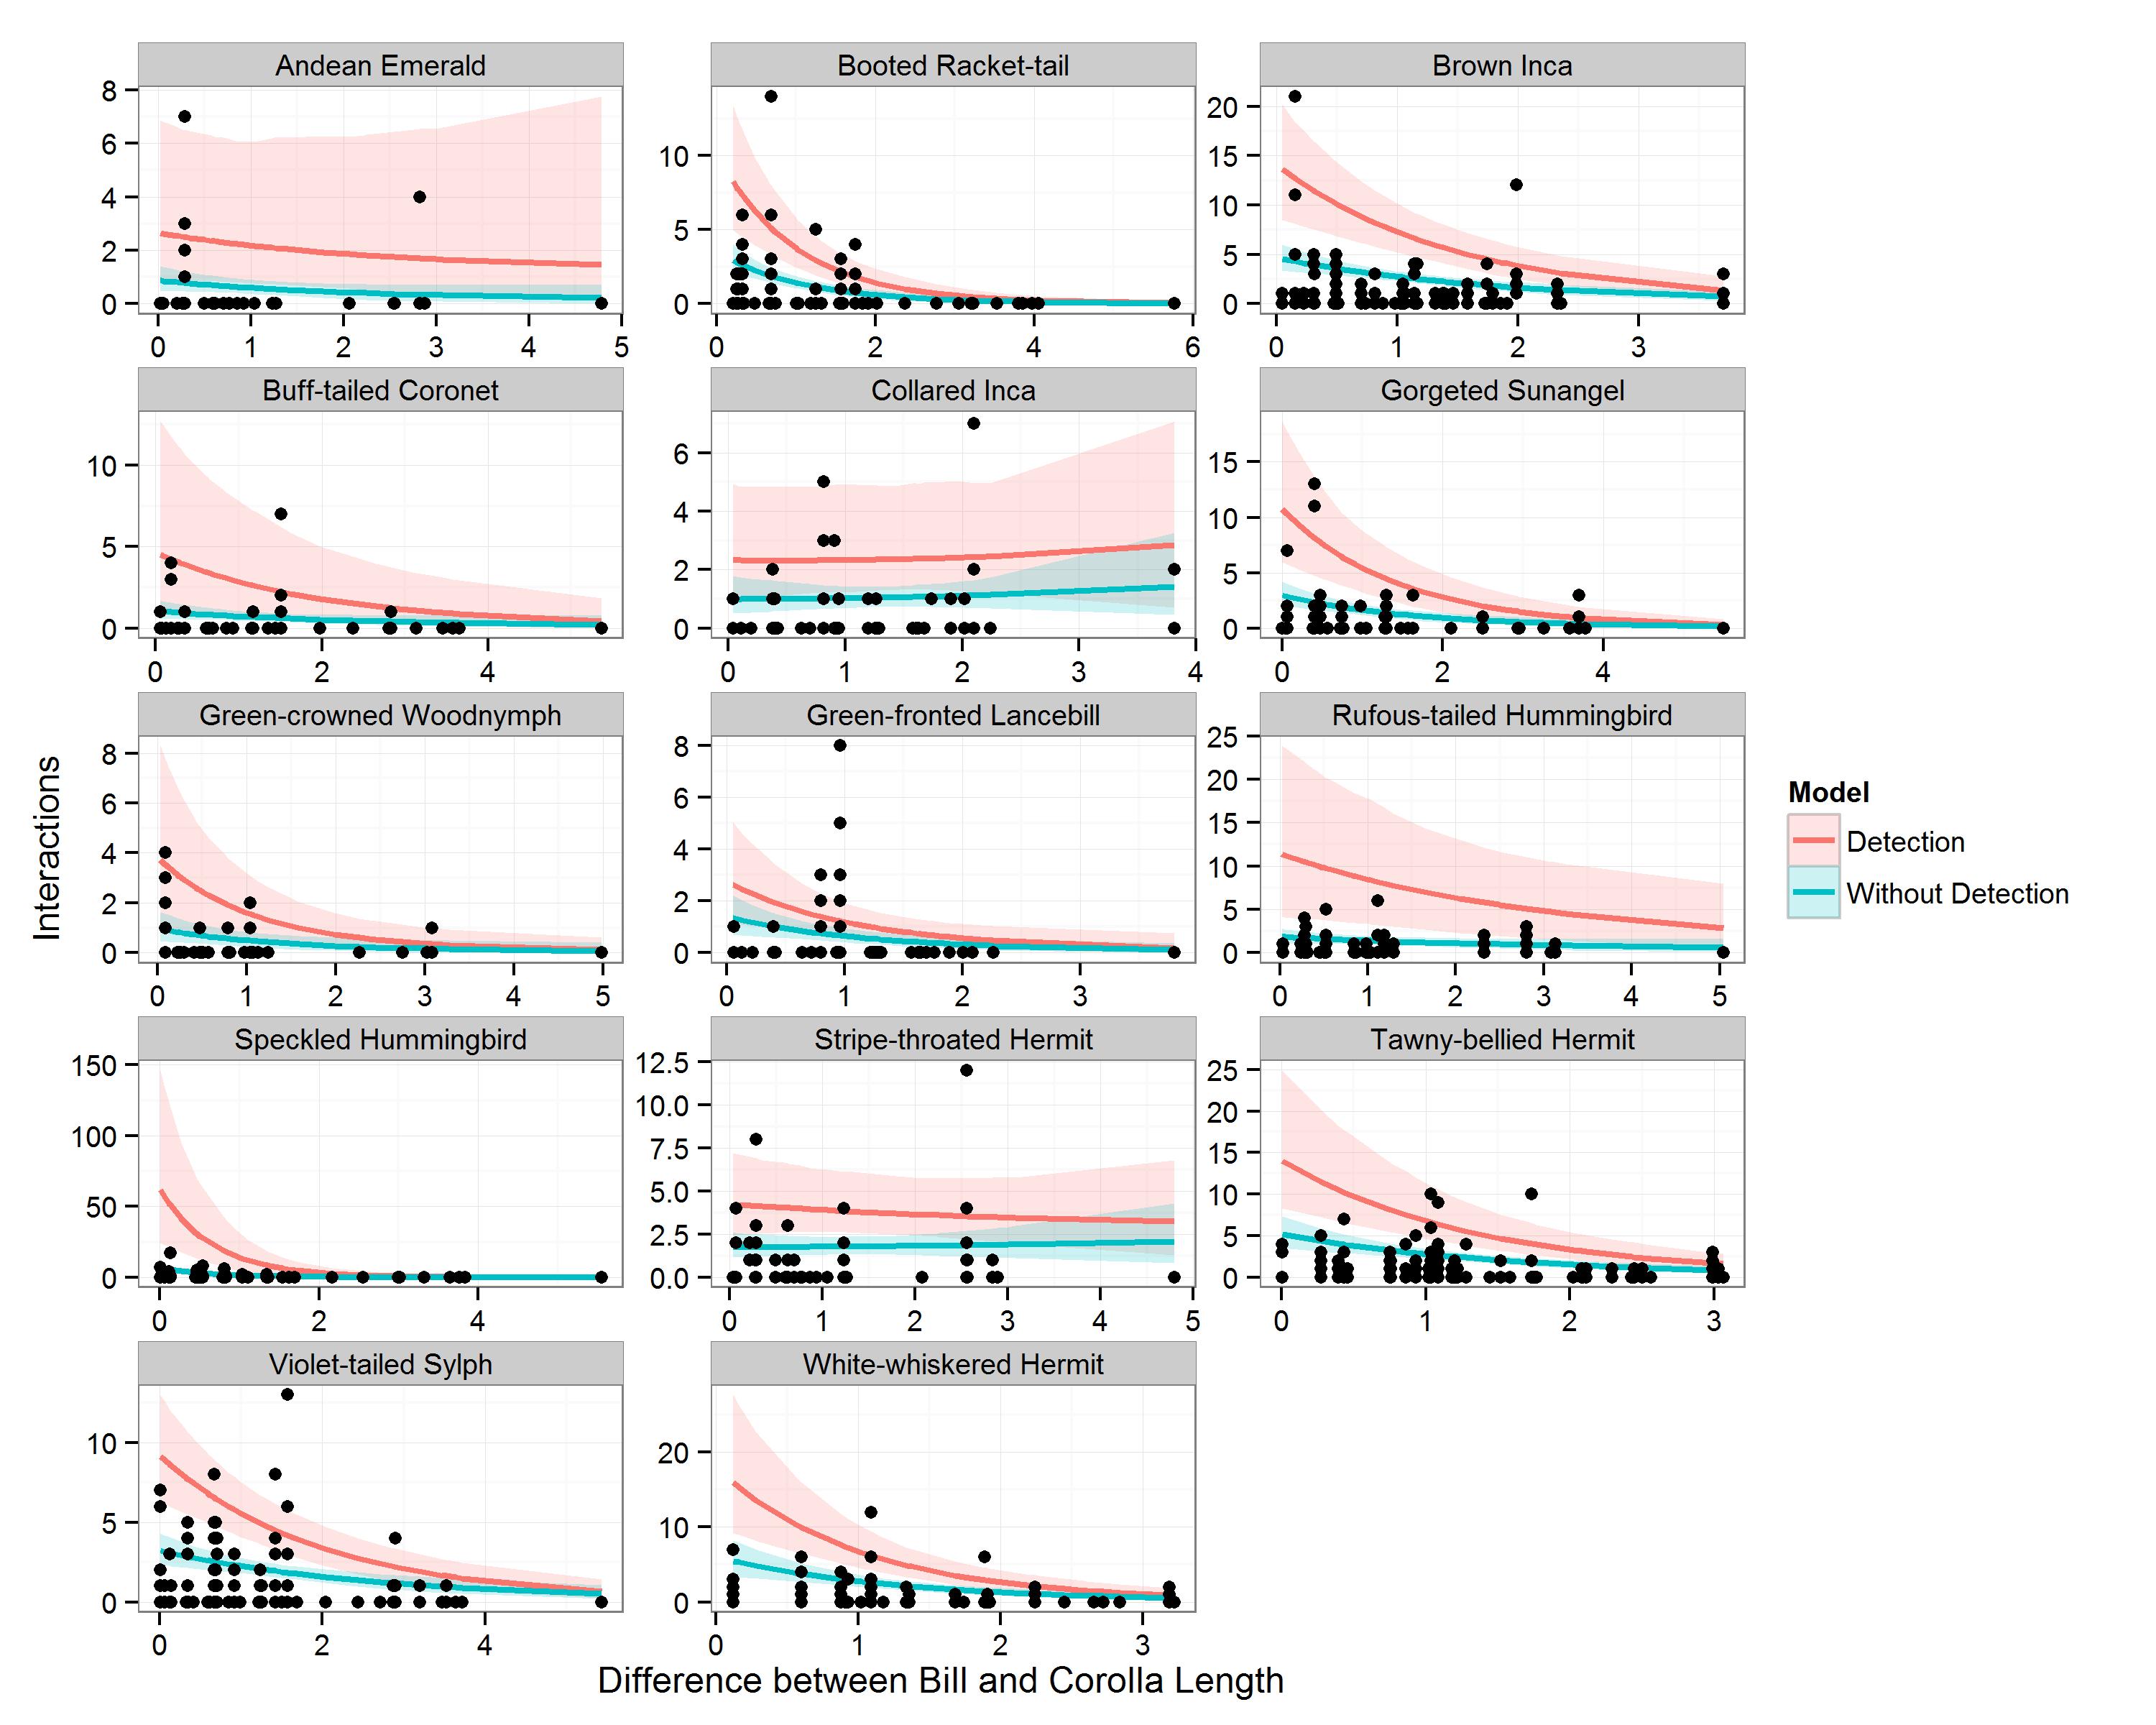 Andean Emerald
Booted Racket-tail
Brown Inca
8
6
4
2
0
0 1 2 3 4 5
10
5
0
0 2 4 6
20
15
10
5
0
0 1 2 3
Buff-tailed Coronet
Collared Inca
Gorgeted Sunangel
10
5
0
0 2 4
6
4
2
0
0 1 2 3 4
15
10
5
0
0 2 4
Green-crowned Woodnymph
Green-fronted Lancebill
Rufous-tailed Hummingbird
8
6
4
2
0
0 1 2 3 4 5
8
6
4
2
0
0 1 2 3
25
20
15
10
5
0
0 1 2 3 4 5
Interactions
Model
Detection
Without Detection
Speckled Hummingbird
Stripe-throated Hermit
Tawny-bellied Hermit
150
100
50
0
0 2 4
12.5
10.0
7.5
5.0
2.5
0.0
0 1 2 3 4 5
25
20
15
10
5
0
0 1 2 3
Violet-tailed Sylph
White-whiskered Hermit
10
5
0
0 2 4
20
10
0
0 1 2 3
Difference between Bill and Corolla Length